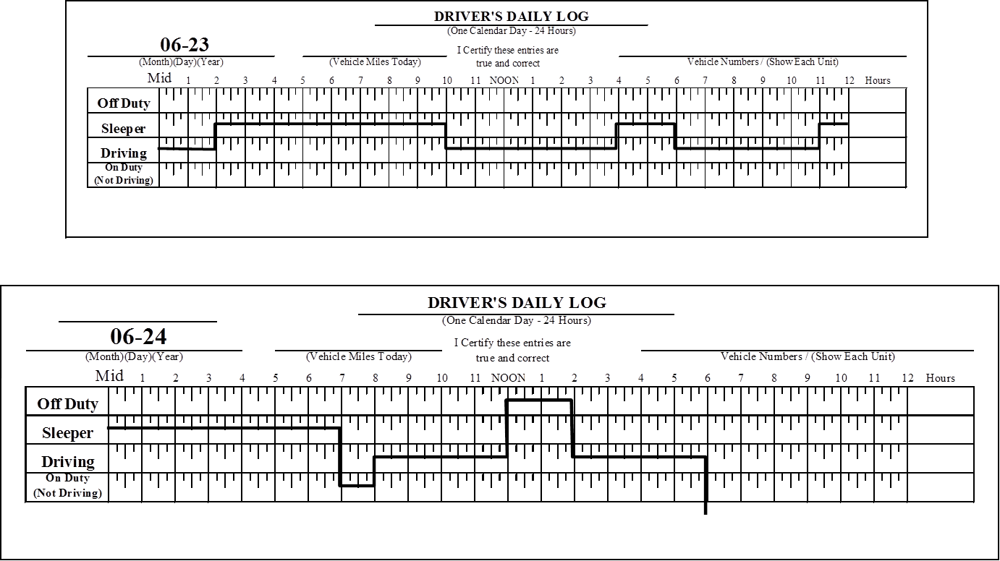 DRIVER'S DAILY LOG
(One Calendar Day - 24 Hours)
06-23
I Certify these entries are
(Month)(Day)(Year) (Vehicle Miles Today) true and correct Vehicle Numbers / (Show Each Unit)
Mid 1 2 3 4 5 6 7 8 9 10 11 NOON 1 2 3 4 5 6 7 8 9 10 11 12 Hours
Off Duty
Sleeper
Driving
On Duty
(Not Driving)
DRIVER'S DAILY LOG
(One Calendar Day - 24 Hours)
06-24
I Certify these entries are
(Month)(Day)(Year) (Vehicle Miles Today) true and correct Vehicle Numbers / (Show Each Unit)
Mid 1 2 3 4 5 6 7 8 9 10 11 NOON 1 2 3 4 5 6 7 8 9 10 11 12 Hours
Off Duty
Sleeper
Driving
On Duty
(Not Driving)